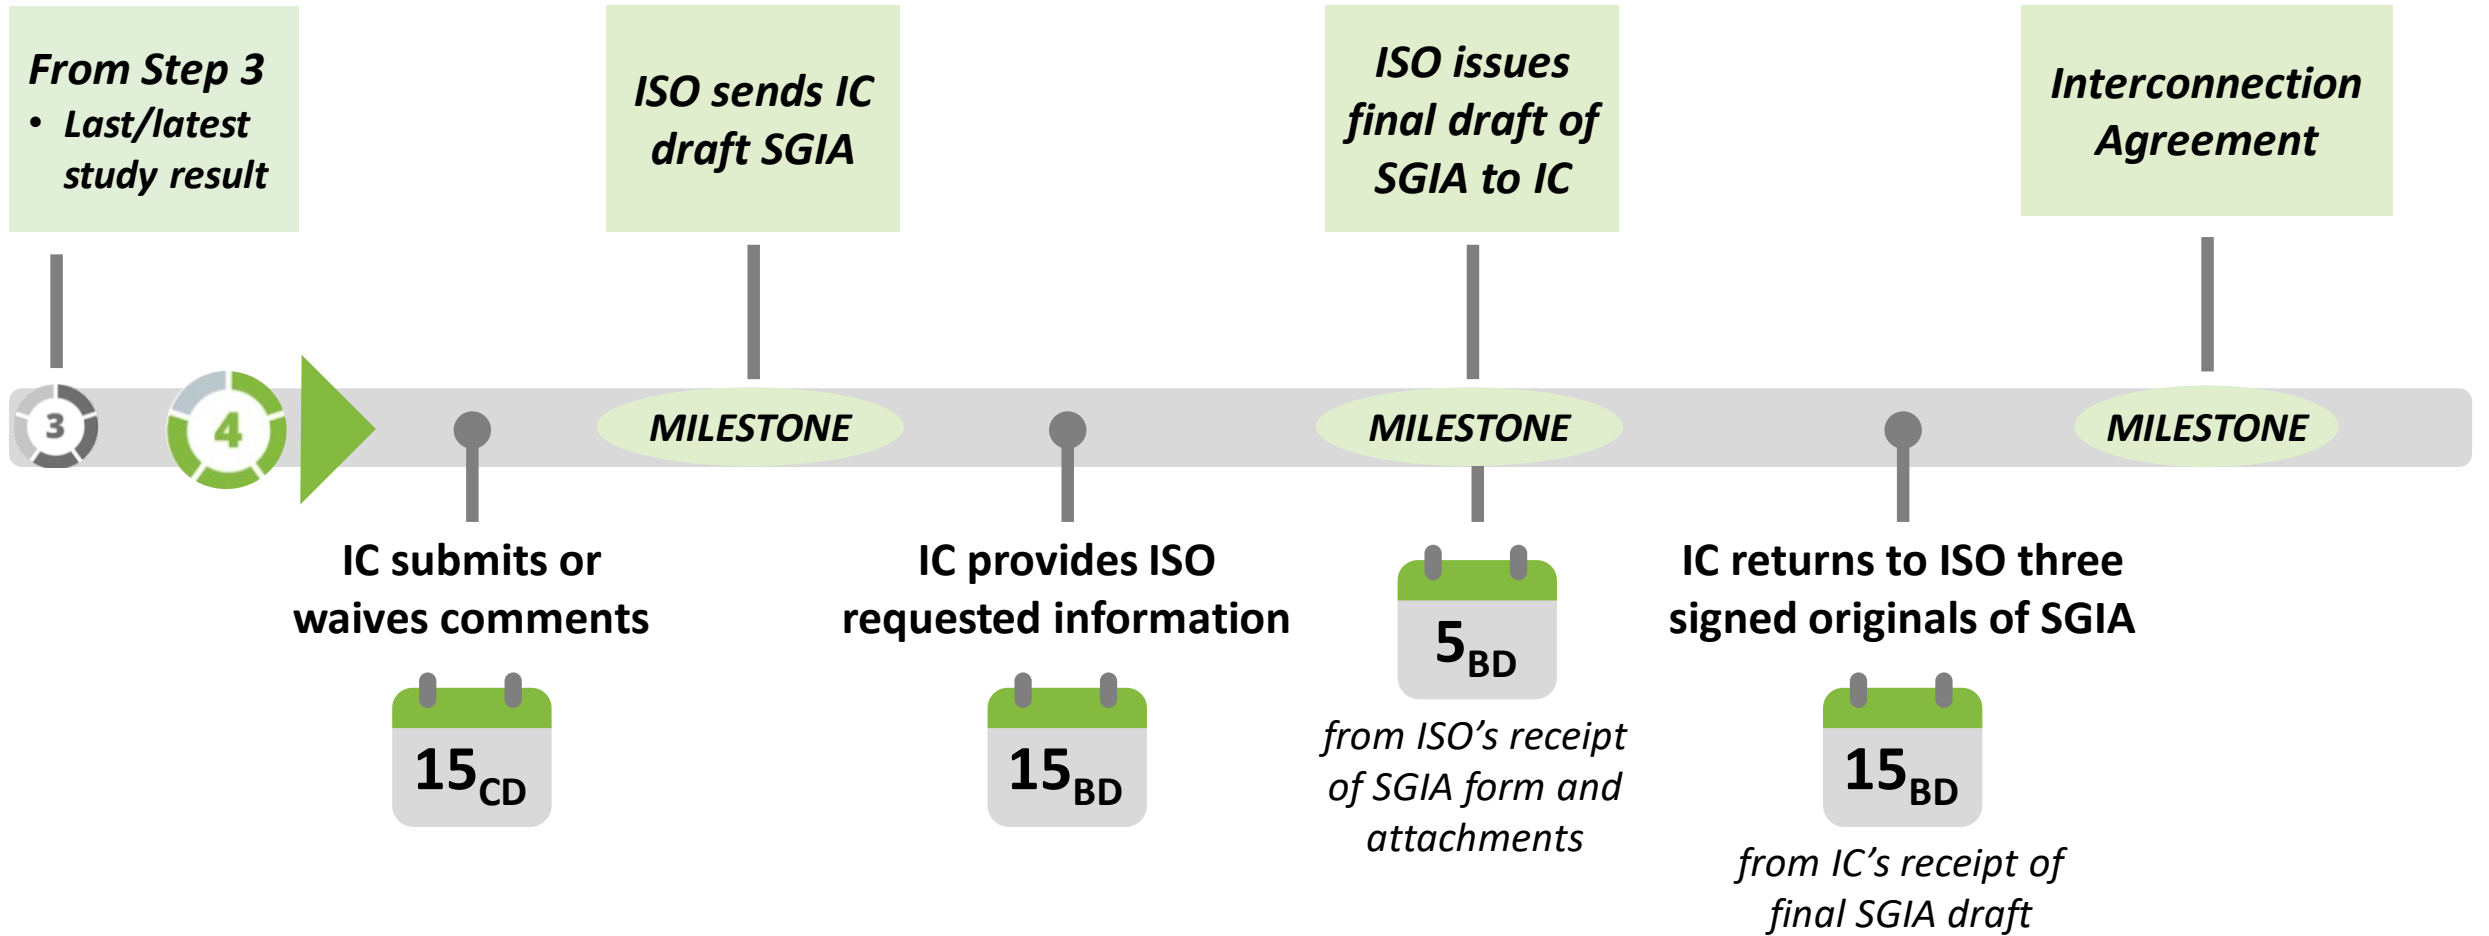 From Step 3
• Last/latest
study result
ISO sends IC
draft SGIA
ISO issues
final draft of
SGIA to IC
Interconnection
Agreement
3
4
MILESTONE
MILESTONE
MILESTONE
IC submits or
waives comments
15CD
IC provides ISO
requested information
15BD
5BD
from ISO’s receipt
of SGIA form and
attachments
IC returns to ISO three
signed originals of SGIA
15BD
from IC’s receipt of
final SGIA draft